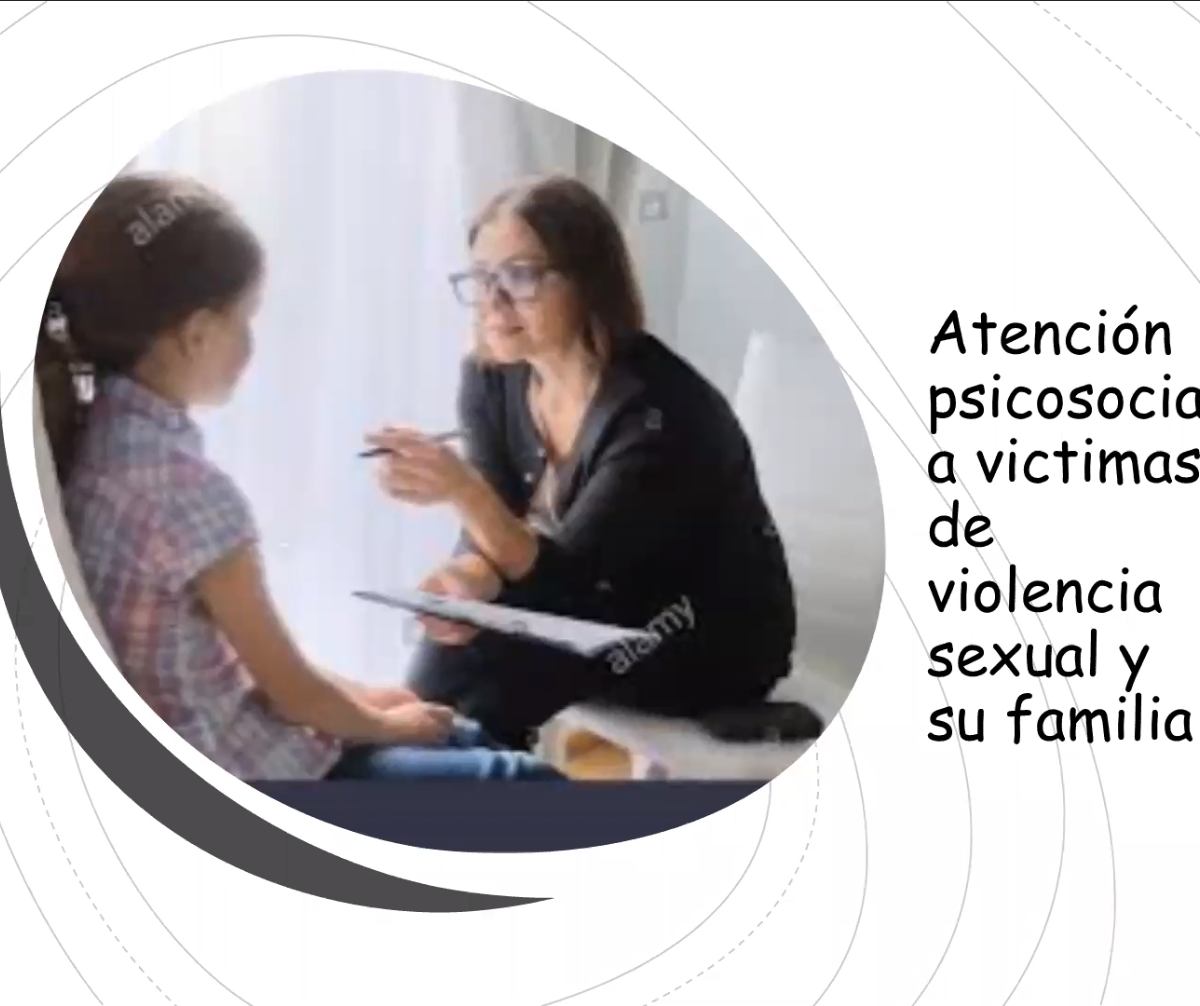 alamy
alamy
a
Atención
psicosocia
a victimas
de
violencia
sexual y
su familia